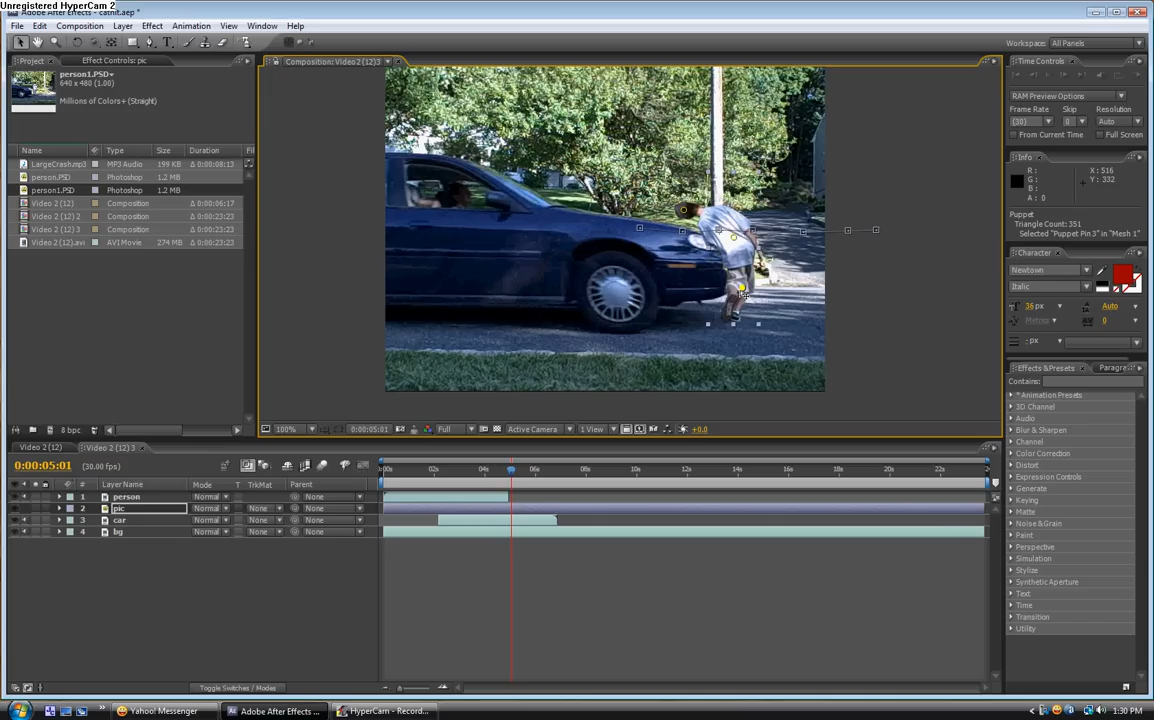 Unregistered HyperCam 2
Adobe After Effects - carhit.aep *
File Edit Composition Layer Effect Animation View Window Help
Workspace: All Panels
Project Effect Controls: pic
person1.PSD
640 x 480 (1.00)
Millions of Colors+ (Straight)
Name Type Size Duration Fil
LargeCrash.mp3 MP3 Audio 199 KB Δ 0:00:08:13
person.PSD Photoshop 1.2 MB
person1.PSD Photoshop 1.2 MB
Video 2 (12) Composition Δ 0:00:06:17
Video 2 (12) 2 Composition Δ 0:00:23:23
Video 2 (12) 3 Composition Δ 0:00:23:23
Video 2 (12).avi AVI Movie 274 MB Δ 0:00:23:23
8 bpc
Composition: Video 2 (12) 3
100% 0:00:05:01 Full Active Camera 1 View +0.0
Time Controls
RAM Preview Options
Frame Rate Skip Resolution
(30) 0 Auto
From Current Time Full Screen
Info
R :
G :
B :
A : 0
X : 516
Y : 332
Puppet
Triangle Count: 351
Selected "Puppet Pin 3" in "Mesh 1"
Character
Newtown
Italic
36 px Auto
Metrics 0
- px
Effects & Presets Paragra
Contains:
* Animation Presets
3D Channel
Audio
Blur & Sharpen
Channel
Color Correction
Distort
Expression Controls
Generate
Keying
Matte
Noise & Grain
Paint
Perspective
Simulation
Stylize
Synthetic Aperture
Text
Time
Transition
Utility
Video 2 (12) Video 2 (12) 3
0:00:05:01 (30.00 fps)
:00s 02s 04s 06s 08s 10s 12s 14s 16s 18s 20s 22s
# Layer Name Mode T TrkMat Parent
1 person Normal None
2 pic Normal None None
3 car Normal None None
4 bg Normal None None
Toggle Switches / Modes
Yahoo! Messenger Adobe After Effects ... HyperCam - Record... 1:30 PM